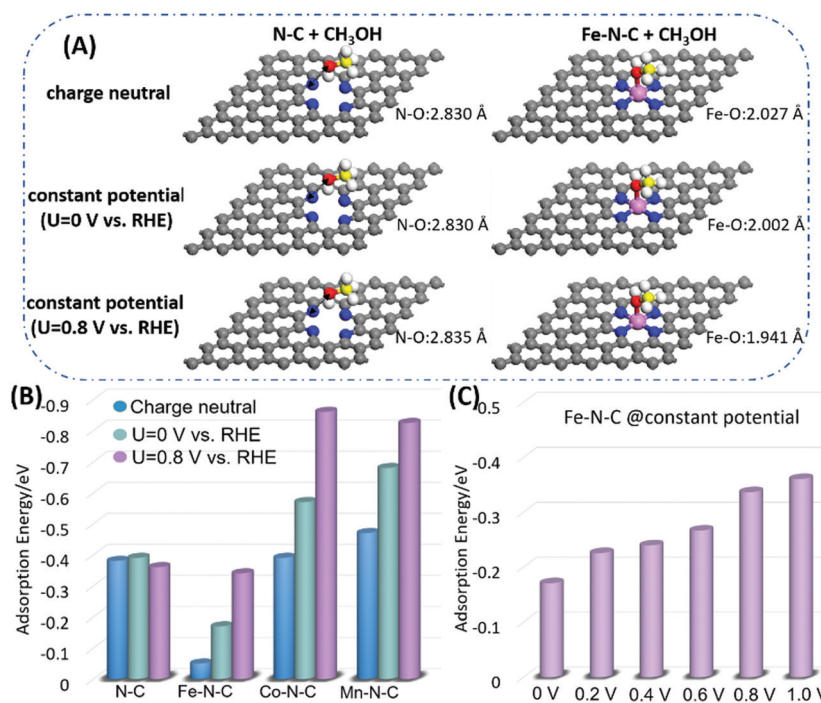 (A)
N-C + CH₃OH
Fe-N-C + CH₃OH
charge neutral
N-O:2.830 Å
Fe-O:2.027 Å
constant potential
(U=0 V vs. RHE)
N-O:2.830 Å
Fe-O:2.002 Å
constant potential
(U=0.8 V vs. RHE)
N-O:2.835 Å
Fe-O:1.941 Å
(B)
Adsorption Energy/eV
-0.9
-0.8
-0.7
-0.6
-0.5
-0.4
-0.3
-0.2
-0.1
0
Charge neutral
U=0 V vs. RHE
U=0.8 V vs. RHE
N-C Fe-N-C Co-N-C Mn-N-C
(C)
Adsorption Energy/eV
-0.5
-0.4
-0.3
-0.2
-0.1
0
Fe-N-C @constant potential
0 V 0.2 V 0.4 V 0.6 V 0.8 V 1.0 V